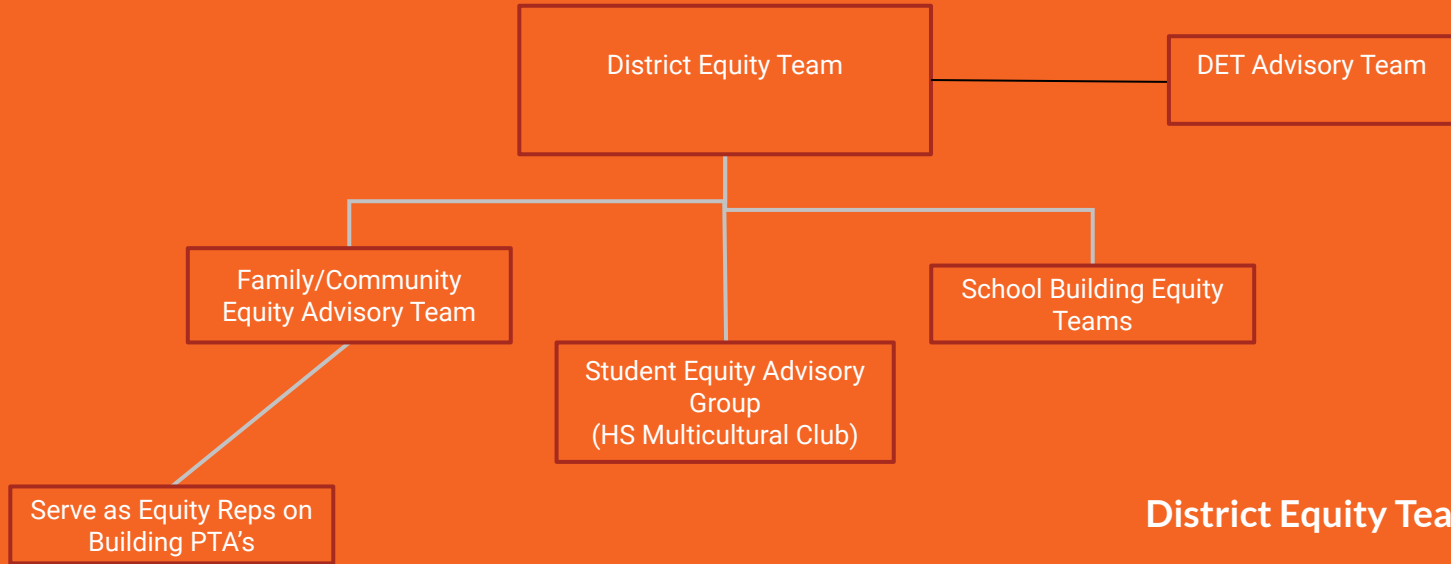 District Equity Team
DET Advisory Team
Family/Community
Equity Advisory Team
School Building Equity
Teams
Student Equity Advisory
Group
(HS Multicultural Club)
Serve as Equity Reps on
Building PTA's
District Equity